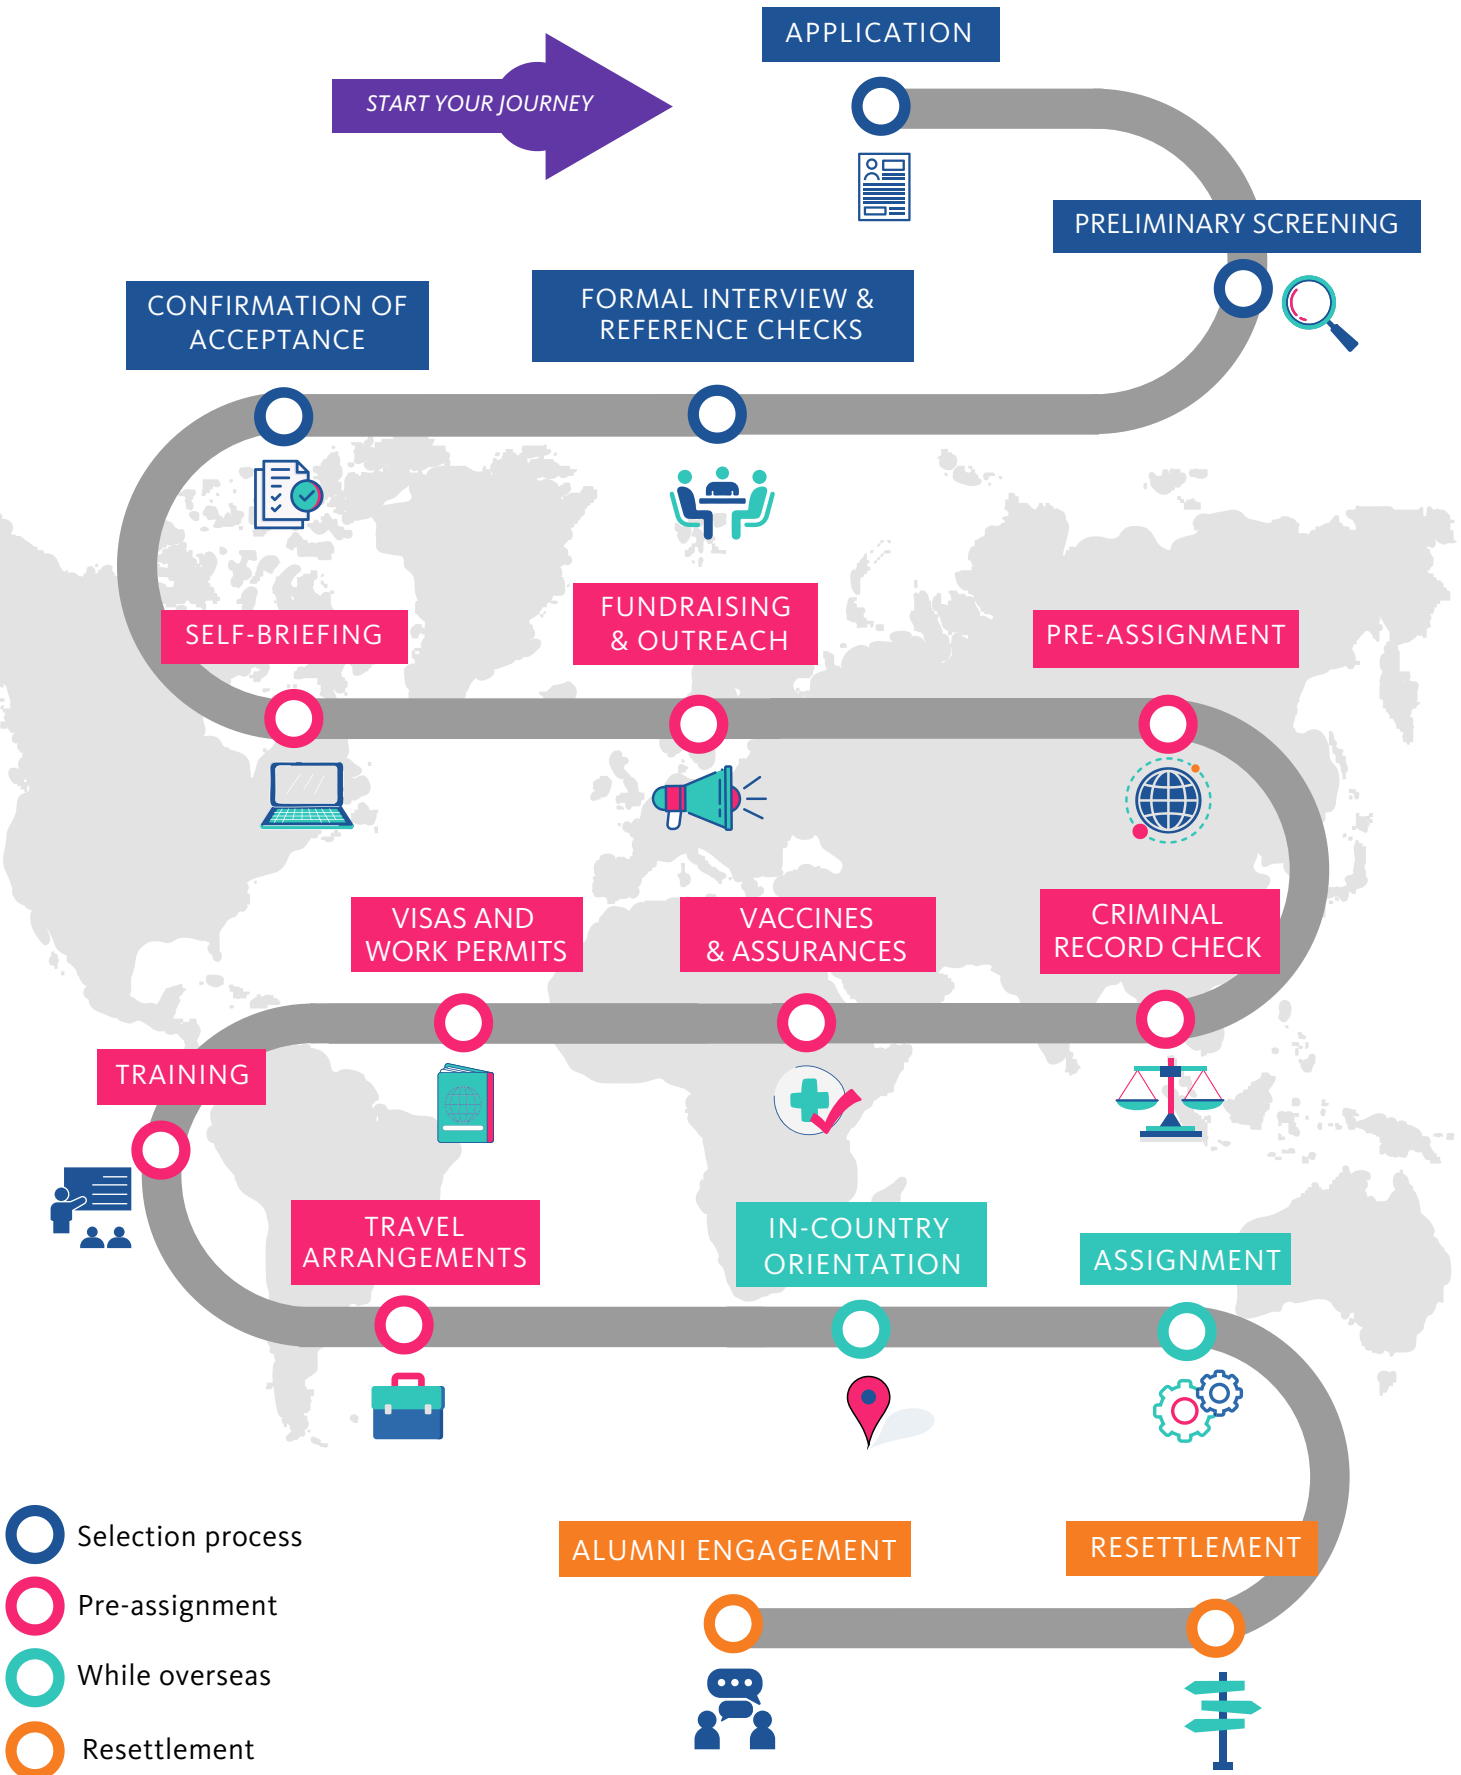 START YOUR JOURNEY
APPLICATION
PRELIMINARY SCREENING
FORMAL INTERVIEW &
REFERENCE CHECKS
CONFIRMATION OF
ACCEPTANCE
SELF-BRIEFING
FUNDRAISING
& OUTREACH
PRE-ASSIGNMENT
CRIMINAL
RECORD CHECK
VACCINES
& ASSURANCES
VISAS AND
WORK PERMITS
TRAINING
TRAVEL
ARRANGEMENTS
IN-COUNTRY
ORIENTATION
ASSIGNMENT
RESETTLEMENT
ALUMNI ENGAGEMENT
Selection process
Pre-assignment
While overseas
Resettlement